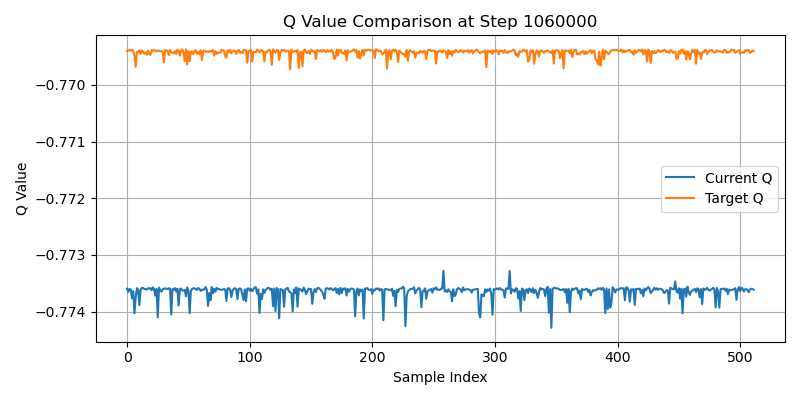 Q Value Comparison at Step 1060000
Q Value
−0.770
−0.771
−0.772
−0.773
−0.774
Current Q
Target Q
0
100
200
300
400
500
Sample Index